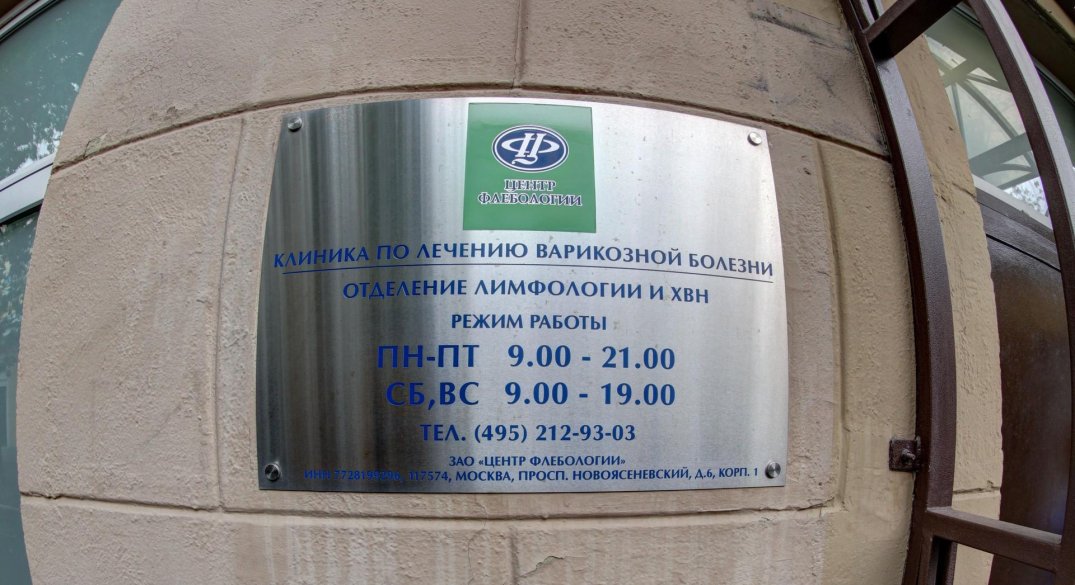 ЦЕНТР
ФЛЕБОЛОГИИ
КЛИНИКА ПО ЛЕЧЕНИЮ ВАРИКОЗНОЙ БОЛЕЗНИ
ОТДЕЛЕНИЕ ЛИМФОЛОГИИ И ХВН
РЕЖИМ РАБОТЫ
ПН-ПТ 9.00 - 21.00
СБ,ВС 9.00 - 19.00
ТЕЛ. (495) 212-93-03
ЗАО «ЦЕНТР ФЛЕБОЛОГИИ»
ИНН 117574, МОСКВА, ПРОСП. НОВОЯСЕНЕВСКИЙ, Д.6, КОРП. 1